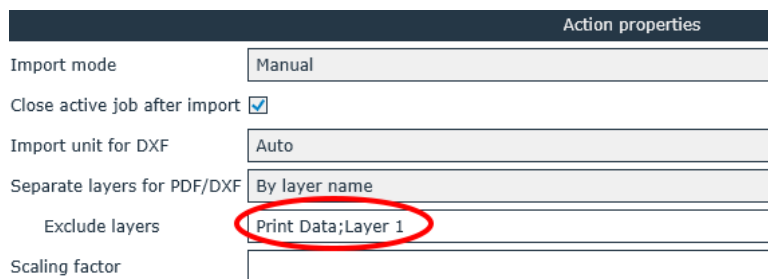 Action properties
Import mode Manual
Close active job after import
Import unit for DXF Auto
Separate layers for PDF/DXF By layer name
Exclude layers Print Data;Layer 1
Scaling factor